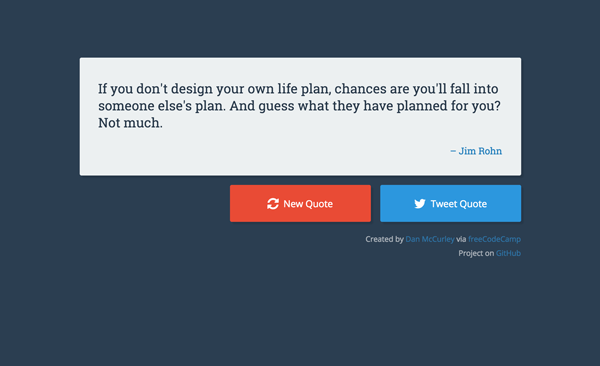 If you don't design your own life plan, chances are you'll fall into
someone else's plan. And guess what they have planned for you?
Not much.
– Jim Rohn
New Quote
Tweet Quote
Created by Dan McCurley via freeCodeCamp
Project on GitHub